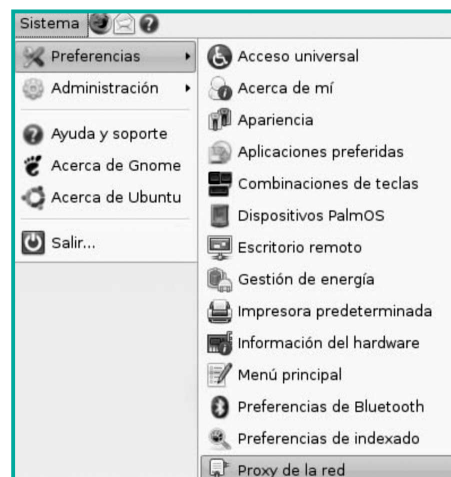 Sistema
Preferencias
Administración
Ayuda y soporte
Acerca de Gnome
Acerca de Ubuntu
Salir...
Acceso universal
Acerca de mí
Apariencia
Aplicaciones preferidas
Combinaciones de teclas
Dispositivos PalmOS
Escritorio remoto
Gestión de energía
Impresora predeterminada
Información del hardware
Menú principal
Preferencias de Bluetooth
Preferencias de indexado
Proxy de la red